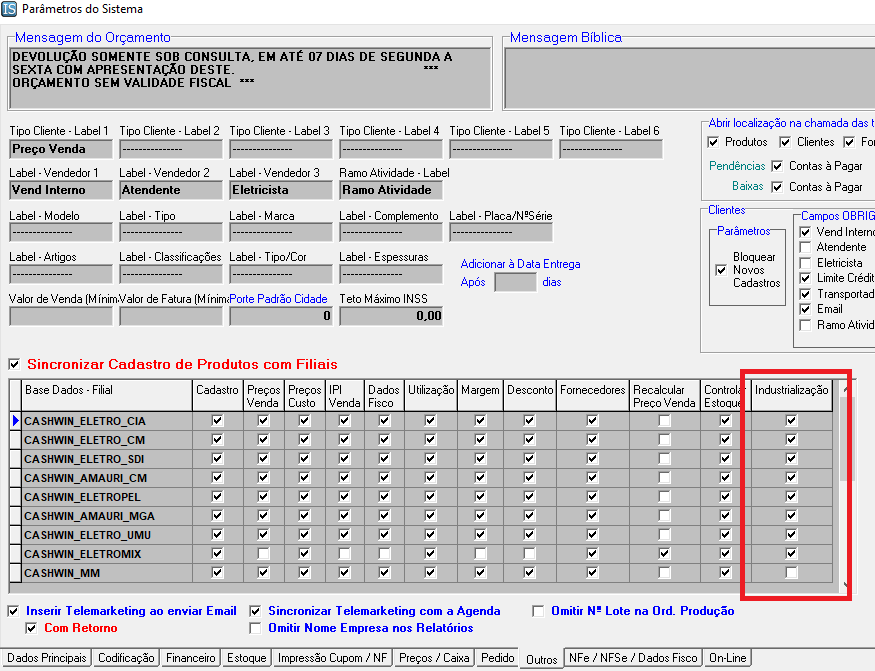 IS Parâmetros do Sistema
Mensagem do Orçamento
DEVOLUÇÃO SOMENTE SOB CONSULTA, EM ATÉ 07 DIAS DE SEGUNDA A
SEXTA COM APRESENTAÇÃO DESTE. ***
ORÇAMENTO SEM VALIDADE FISCAL ***
Mensagem Bíblica
Tipo Cliente - Label 1 Tipo Cliente - Label 2 Tipo Cliente - Label 3 Tipo Cliente - Label 4 Tipo Cliente - Label 5 Tipo Cliente - Label 6
Preço Venda -------------- -------------- -------------- -------------- --------------
Label - Vendedor 1 Label - Vendedor 2 Label - Vendedor 3 Ramo Atividade - Label
Vend Interno Atendente Eletricista Ramo Atividade
Label - Modelo Label - Tipo Label - Marca Label - Complemento Label - Placa/NºSérie
-------------- -------------- -------------- -------------- --------------
Label - Artigos Label - Classificações Label - Tipo/Cor Label - Espessuras
-------------- -------------- -------------- --------------
Adicionar à Data Entrega
Após dias
Valor de Venda (Mínim Valor de Fatura (Mínima Porte Padrão Cidade Teto Máximo INSS
0 0,00
Abrir localização na chamada das t
Produtos Clientes For
Pendências Contas à Pagar
Baixas Contas à Pagar
Clientes
Parâmetros
Bloquear
Novos
Cadastros
Campos OBRIG
Vend Interno
Atendente
Eletricista
Limite Crédit
Transportad
Email
Ramo Ativid
Sincronizar Cadastro de Produtos com Filiais
Base Dados - Filial Cadastro Preços Venda Preços Custo IPI Venda Dados Fisco Utilização Margem Desconto Fornecedores Recalcular Preço Venda Controlar Estoque Industrialização
CASHWIN_ELETRO_CIA
CASHWIN_ELETRO_CM
CASHWIN_ELETRO_SDI
CASHWIN_AMAURI_CM
CASHWIN_ELETROPEL
CASHWIN_AMAURI_MGA
CASHWIN_ELETRO_UMU
CASHWIN_ELETROMIX
CASHWIN_MM
Inserir Telemarketing ao enviar Email Sincronizar Telemarketing com a Agenda Omitir Nº Lote na Ord. Produção
Com Retorno Omitir Nome Empresa nos Relatórios
Dados Principais Codificação Financeiro Estoque Impressão Cupom / NF Preços / Caixa Pedido Outros NFe / NFSe / Dados Fisco On-Line